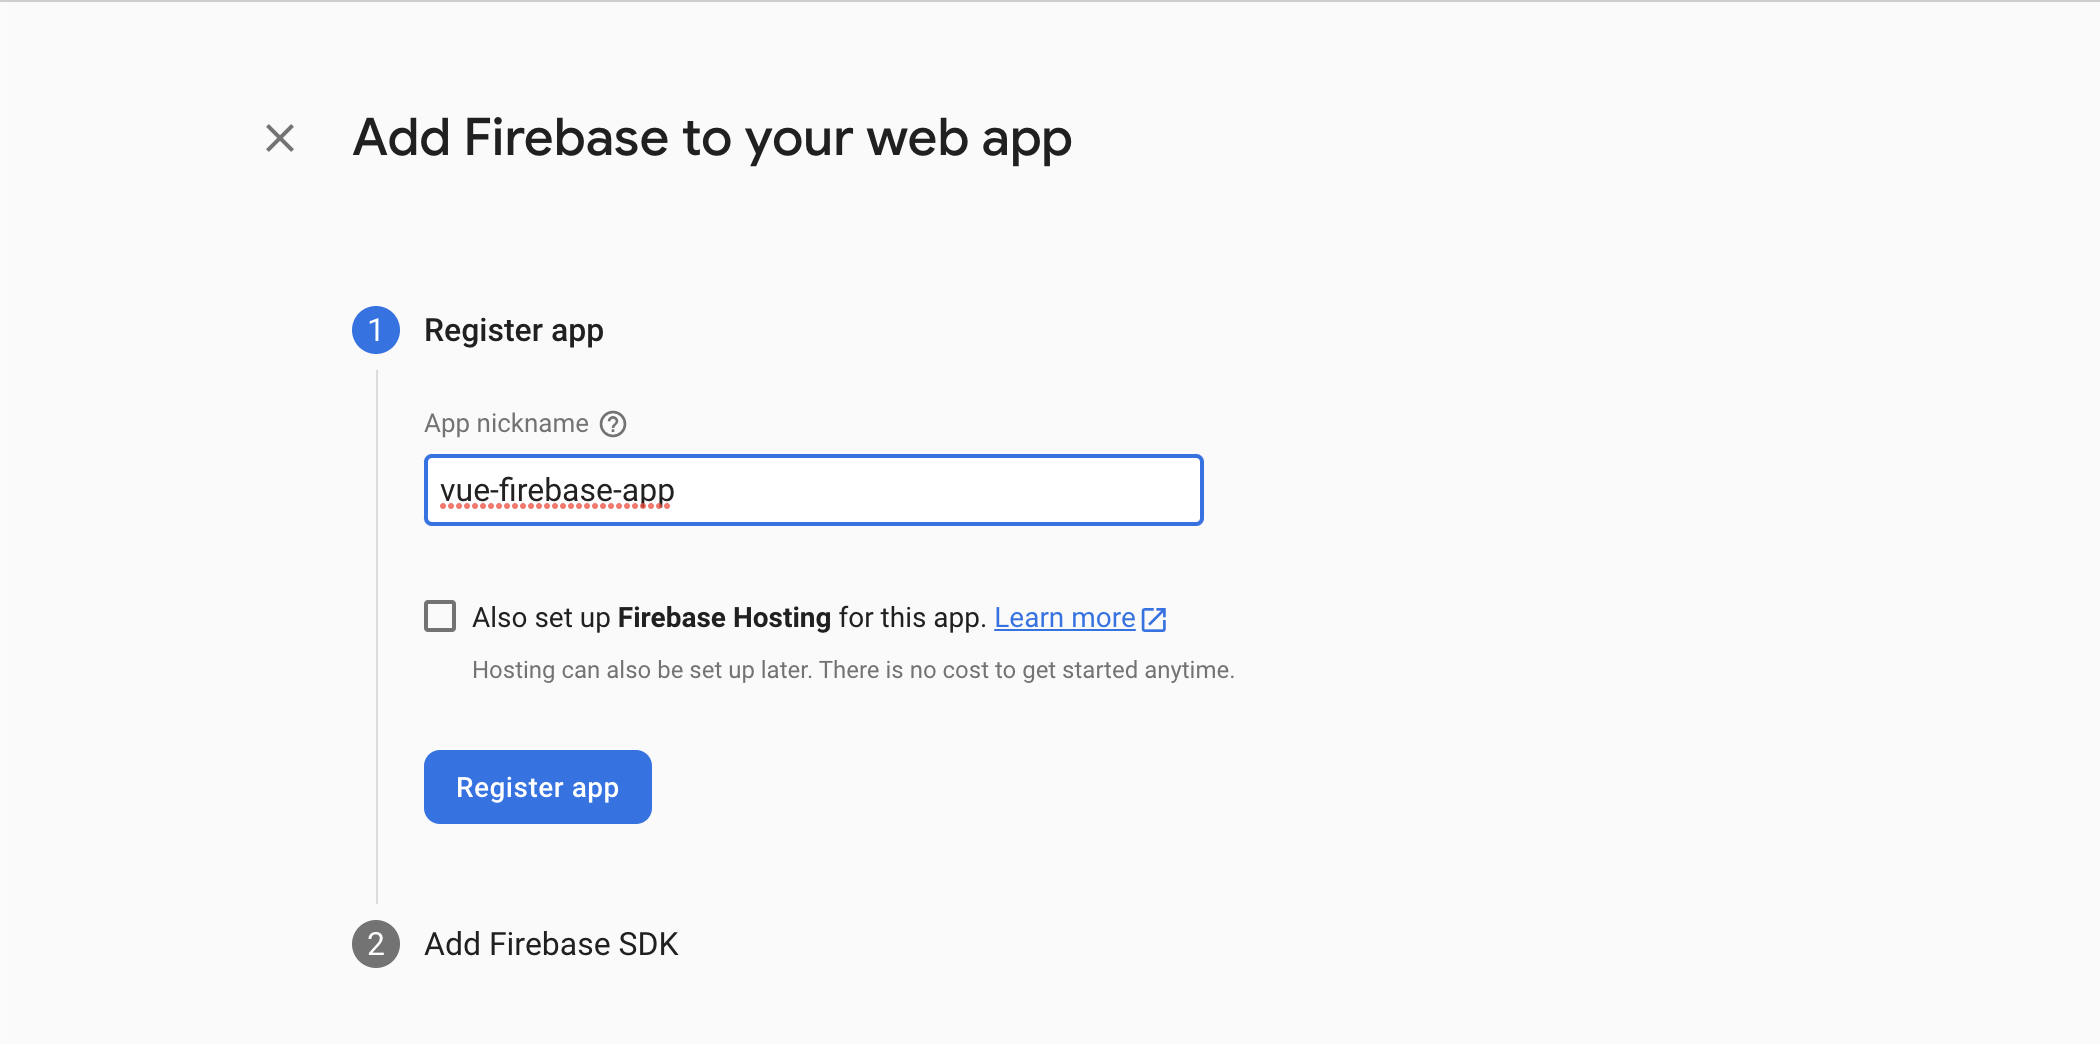 Add Firebase to your web app
1 Register app
App nickname
vue-firebase-app
Also set up Firebase Hosting for this app. Learn more
Hosting can also be set up later. There is no cost to get started anytime.
Register app
2 Add Firebase SDK